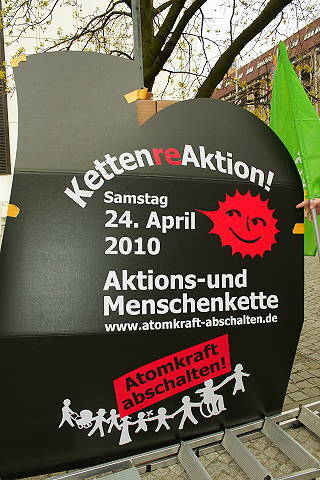 KettenreAktion!
Samstag
24. April
2010
Aktions-und
Menschenkette
www.atomkraft-abschalten.de
Atomkraft
abschalten!